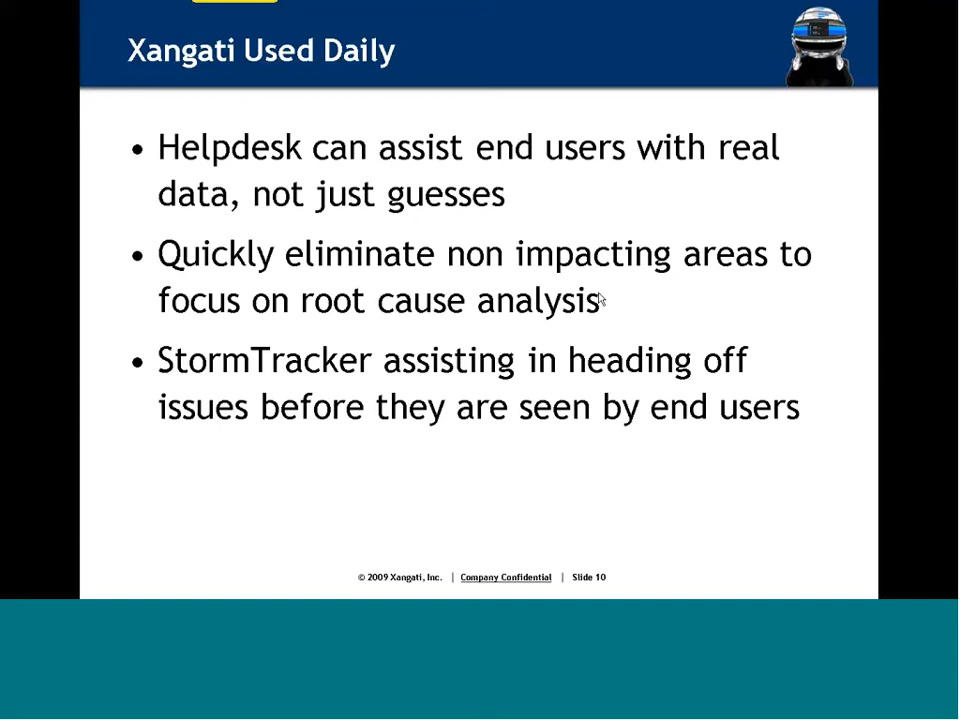 Xangati Used Daily
• Helpdesk can assist end users with real
data, not just guesses
• Quickly eliminate non impacting areas to
focus on root cause analysis
• StormTracker assisting in heading off
issues before they are seen by end users
© 2009 Xangati, Inc. | Company Confidential | Slide 10